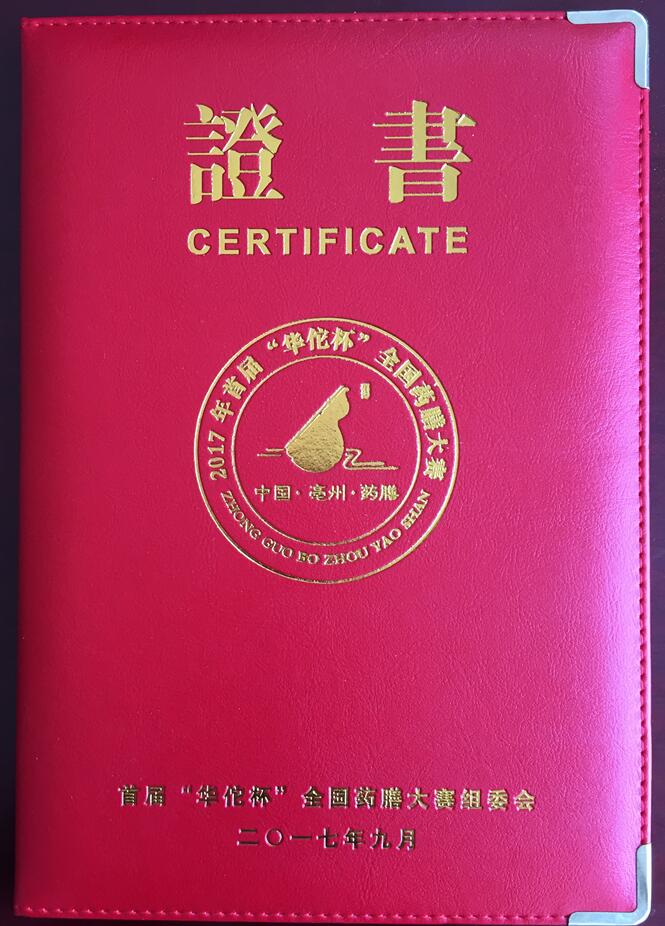 證書
CERTIFICATE
2017年首届“华佗杯”全国药膳大赛
中国·亳州·药膳
ZHONG GUO BO ZHOU YAO SHAN
首届“华佗杯”全国药膳大赛组委会
二〇一七年九月